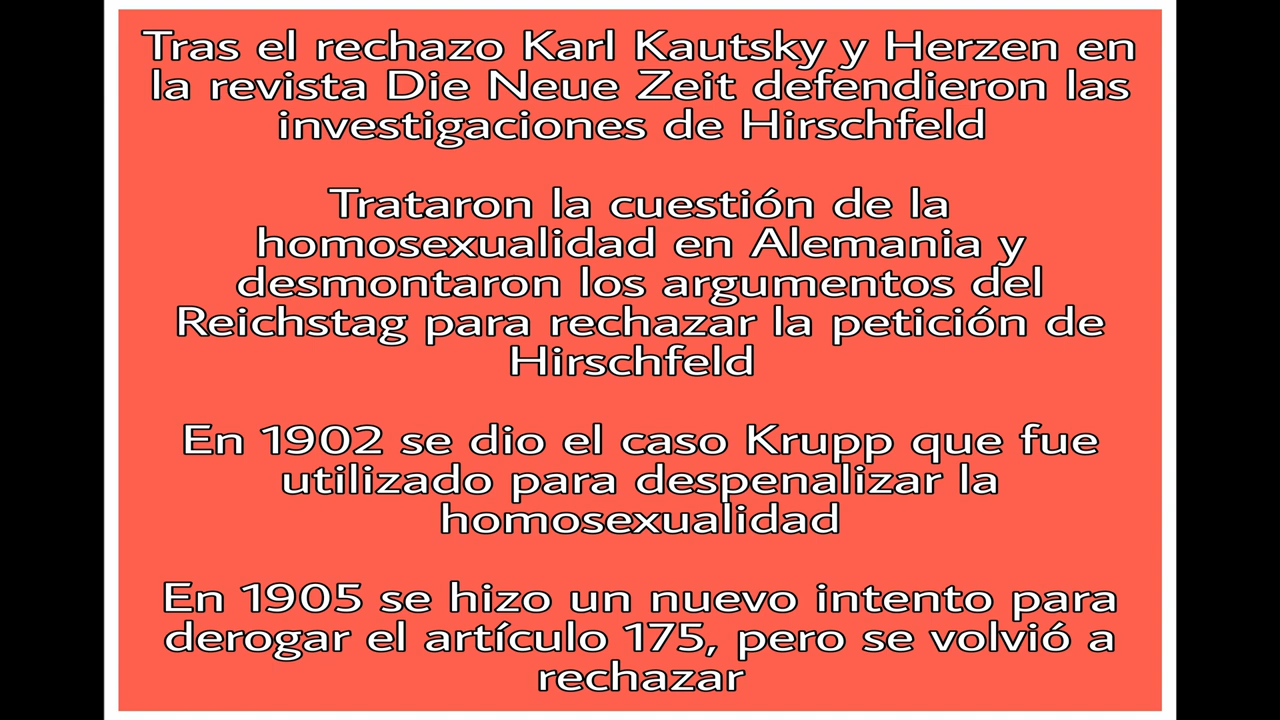 Tras el rechazo Karl Kautsky y Herzen en
la revista Die Neue Zeit defendieron las
investigaciones de Hirschfeld
Trataron la cuestión de la
homosexualidad en Alemania y
desmontaron los argumentos del
Reichstag para rechazar la petición de
Hirschfeld
En 1902 se dio el caso Krupp que fue
utilizado para despenalizar la
homosexualidad
En 1905 se hizo un nuevo intento para
derogar el artículo 175, pero se volvió a
rechazar